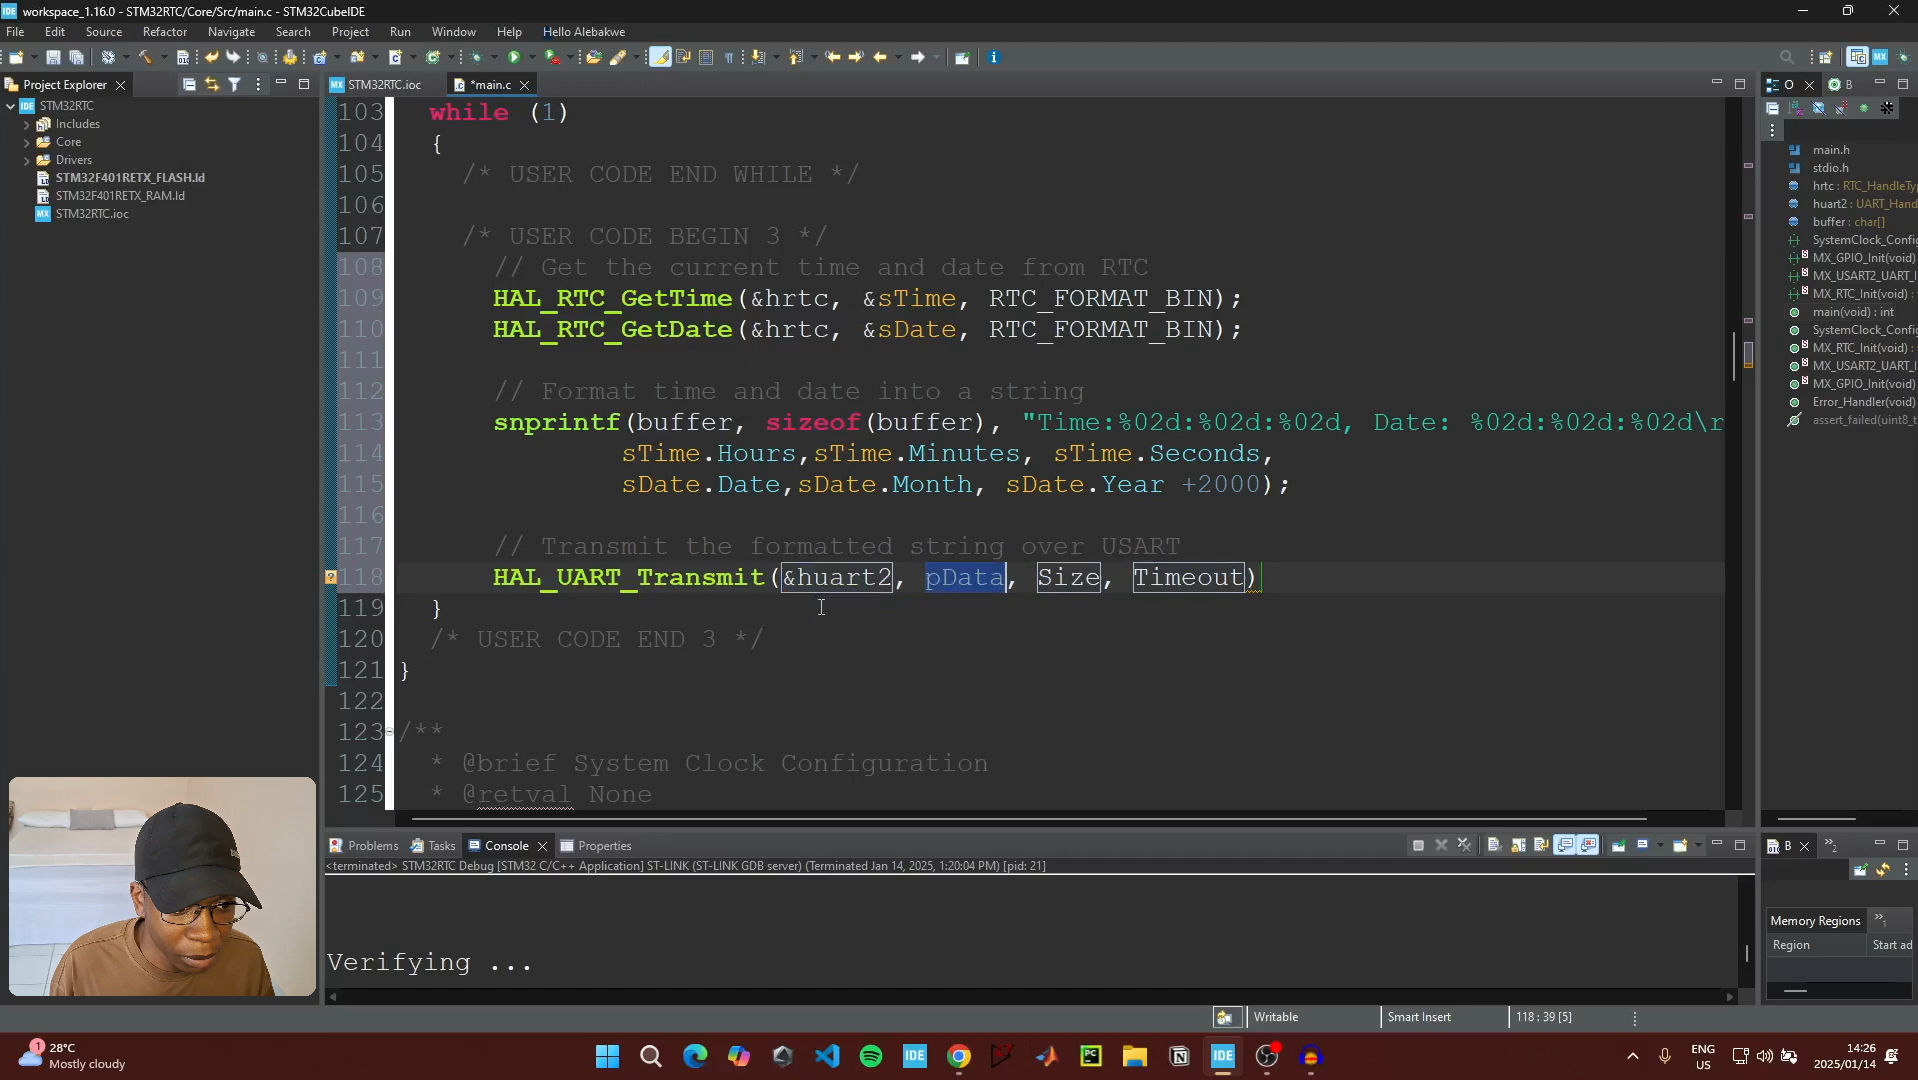 workspace_1.16.0 - STM32RTC/Core/Src/main.c - STM32CubeIDE
File Edit Source Refactor Navigate Search Project Run Window Help Hello Alebakwe
Project Explorer
STM32RTC.ioc
*main.c
O
B
STM32RTC
Includes
Core
Drivers
STM32F401RETX_FLASH.ld
STM32F401RETX_RAM.ld
STM32RTC.ioc
103 while (1)
104 {
105 /* USER CODE END WHILE */
106
107 /* USER CODE BEGIN 3 */
108 // Get the current time and date from RTC
109 HAL_RTC_GetTime(&hrtc, &sTime, RTC_FORMAT_BIN);
110 HAL_RTC_GetDate(&hrtc, &sDate, RTC_FORMAT_BIN);
111
112 // Format time and date into a string
113 snprintf(buffer, sizeof(buffer), "Time:%02d:%02d:%02d, Date: %02d:%02d:%02d\r
114 sTime.Hours,sTime.Minutes, sTime.Seconds,
115 sDate.Date,sDate.Month, sDate.Year +2000);
116
117 // Transmit the formatted string over USART
118 HAL_UART_Transmit(&huart2, pData, Size, Timeout)
119 }
120 /* USER CODE END 3 */
121 }
122
123 /**
124 * @brief System Clock Configuration
125 * @retval None
main.h
stdio.h
hrtc : RTC_HandleTy
huart2 : UART_Hand
buffer : char[]
SystemClock_Config
MX_GPIO_Init(void)
MX_USART2_UART_I
MX_RTC_Init(void) :
main(void) : int
SystemClock_Config
MX_RTC_Init(void) :
MX_USART2_UART_I
MX_GPIO_Init(void)
Error_Handler(void)
assert_failed(uint8_t
Problems Tasks Console Properties
<terminated> STM32RTC Debug [STM32 C/C++ Application] ST-LINK (ST-LINK GDB server) (Terminated Jan 14, 2025, 1:20:04 PM) [pid: 21]
Verifying ...
B
Memory Regions
Region Start ad
Writable Smart Insert 118 : 39 [5]
28°C
Mostly cloudy
ENG
US
14:26
2025/01/14